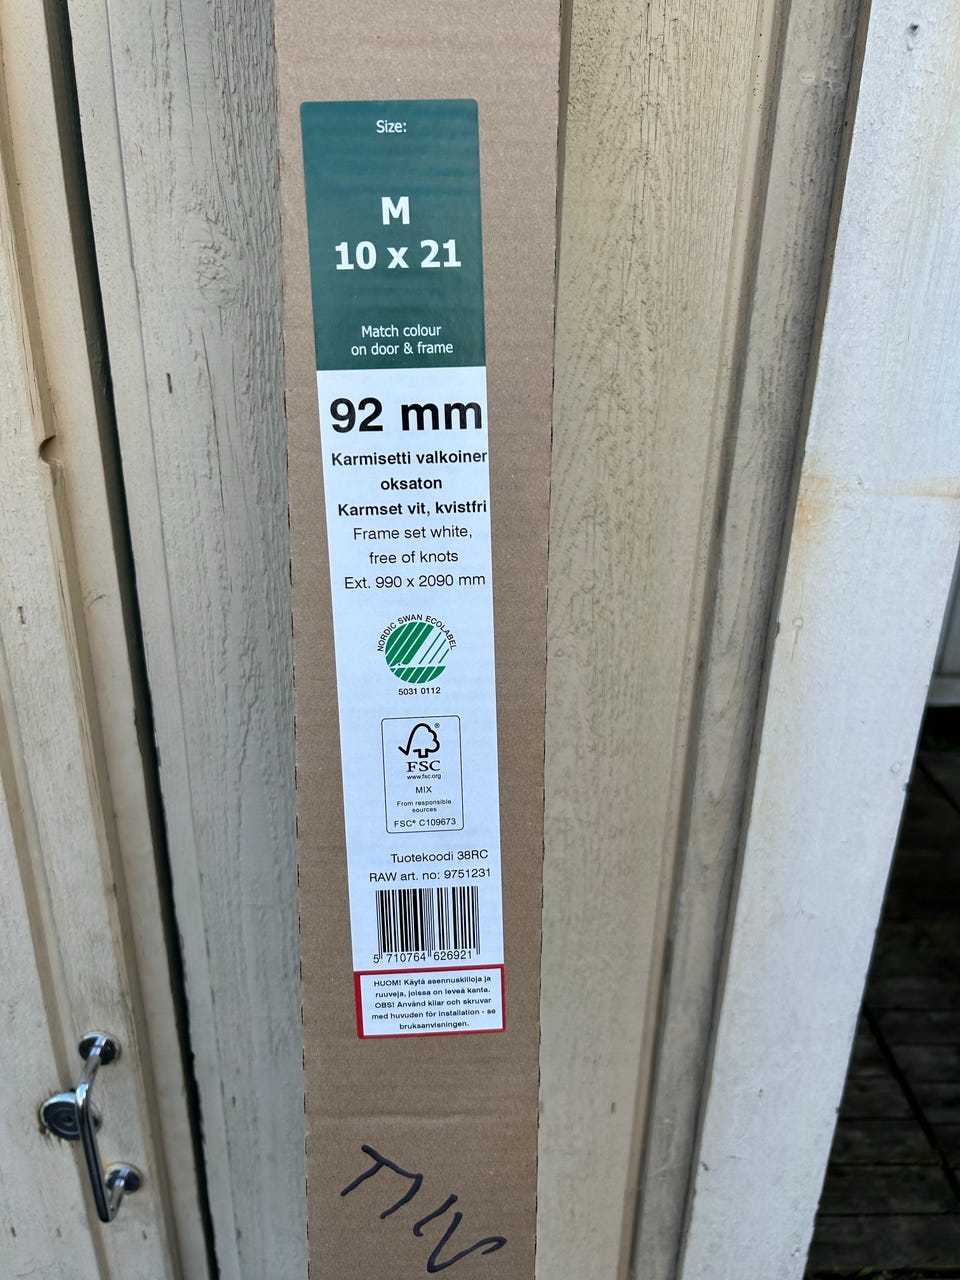 Size:
M
10 x 21
Match colour
on door & frame
92 mm
Karmisetti valkoinen
oksaton
Karmset vit, kvistfri
Frame set white,
free of knots
Ext. 990 x 2090 mm
NORDIC SWAN ECOLABEL
5031 0112
®
FSC
www.fsc.org
MIX
From responsible
sources
FSC® C109673
Tuotekoodi 38RC
RAW art. no: 9751231
5 710764 626921
HUOM! Käytä asennuskiiloja ja
ruuveja, joissa on leveä kanta.
OBS! Använd kilar och skruvar
med huvuden för installation - se
bruksanvisningen.